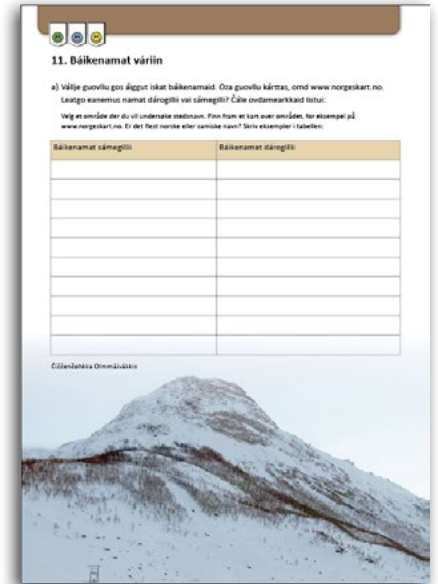 11. Báikenamat váriin
a) Vállje guovllu gos áiggut iskat báikenamaid. Oza guovllu kárttas, omd www.norgeskart.no.
Leatgo eanemus namat dárogillii vai sámegillii? Čále ovdamearkkaid listui:
Velg et område der du vil undersøke stedsnavn. Finn fram et kart over området, for eksempel på
www.norgeskart.no. Er det flest norske eller samiske navn? Skriv eksempler i tabellen:
Báikenamat sámegillii
Báikenamat dárogillii